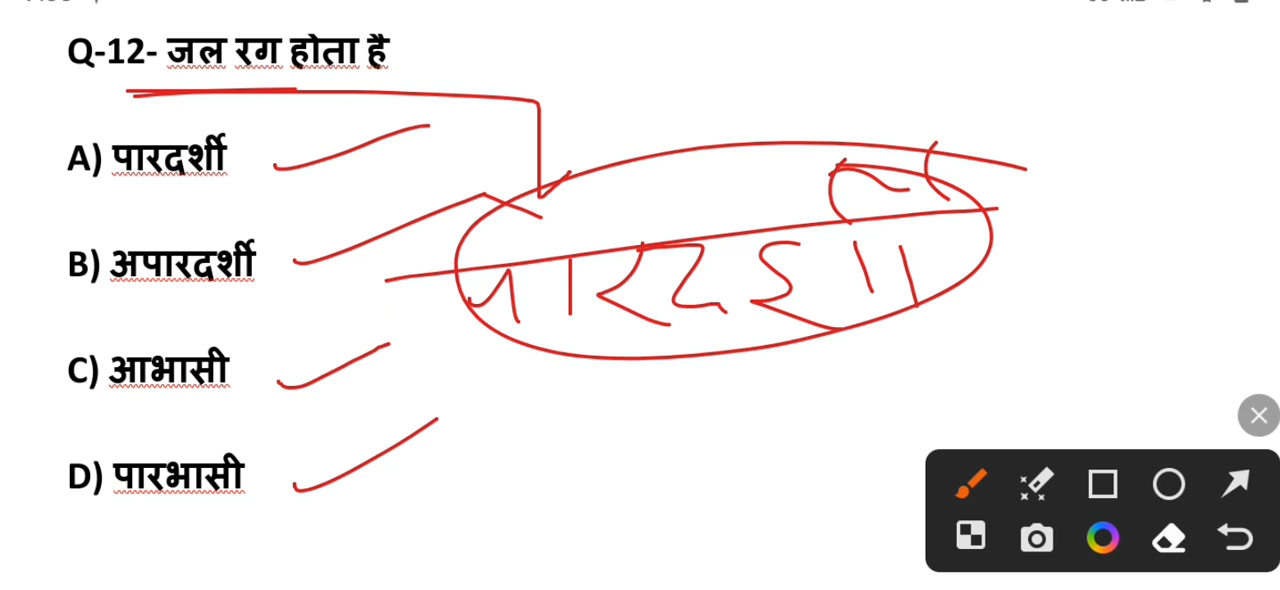 Q-12- जल रग होता है
A) पारदर्शी
पारदर्शी
B) अपारदर्शी
C) आभासी
D) पारभासी